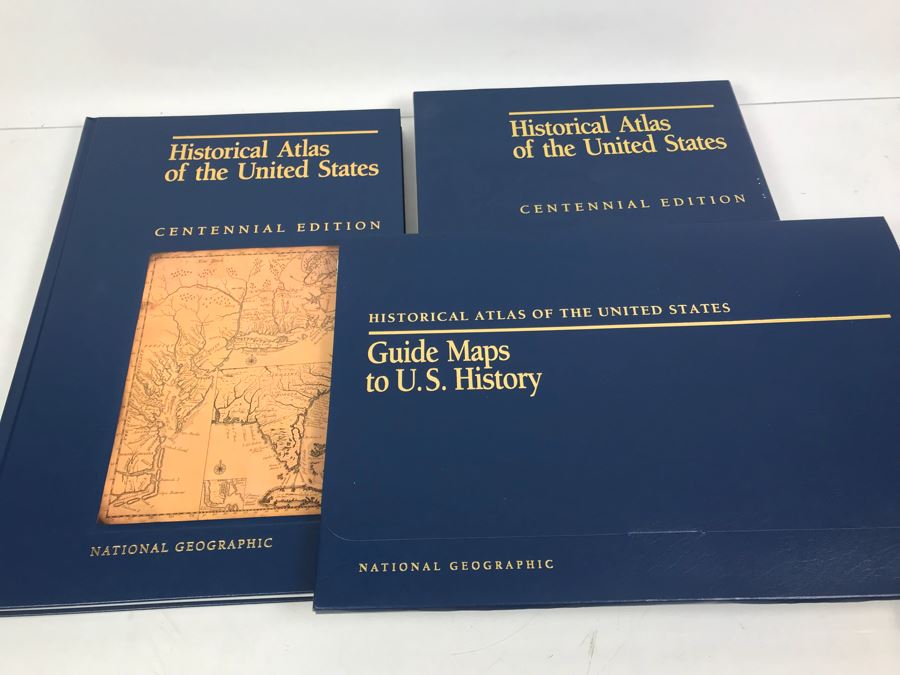 Historical Atlas
of the United States
CENTENNIAL EDITION
NATIONAL GEOGRAPHIC
Historical Atlas
of the United States
CENTENNIAL EDITION
HISTORICAL ATLAS OF THE UNITED STATES
Guide Maps
to U.S. History
NATIONAL GEOGRAPHIC